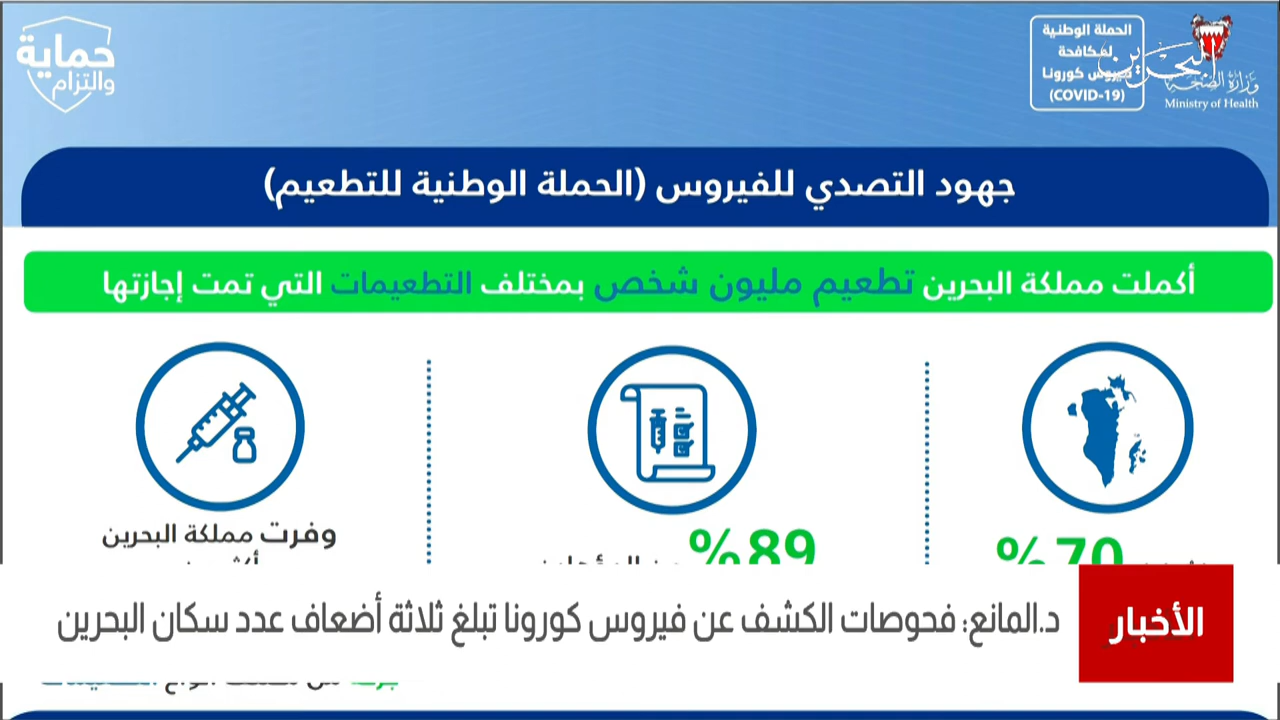 حماية
والتزام
الحملة الوطنية
لمكافحة
فيروس كورونا
(COVID-19)
البحرين
وزارة الصحة
Ministry of Health
جهود التصدي للفيروس (الحملة الوطنية للتطعيم)
أكملت مملكة البحرين تطعيم مليون شخص بمختلف التطعيمات التي تمت إجازتها
%70
%89
وفرت مملكة البحرين
الأخبار
د.المانع: فحوصات الكشف عن فيروس كورونا تبلغ ثلاثة أضعاف عدد سكان البحرين